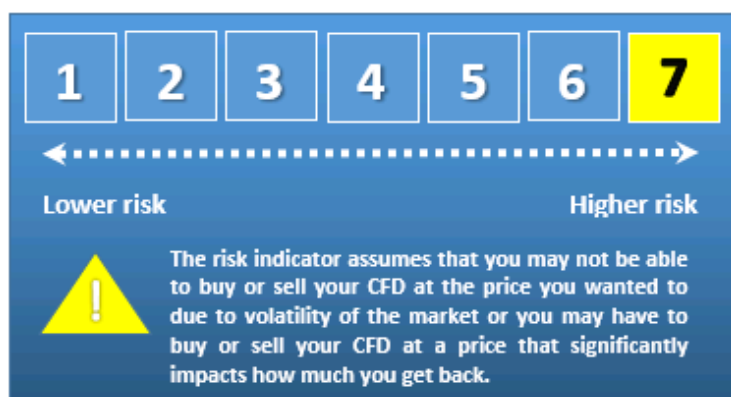 1 2 3 4 5 6 7
Lower risk Higher risk
!
The risk indicator assumes that you may not be able
to buy or sell your CFD at the price you wanted to
due to volatility of the market or you may have to
buy or sell your CFD at a price that significantly
impacts how much you get back.